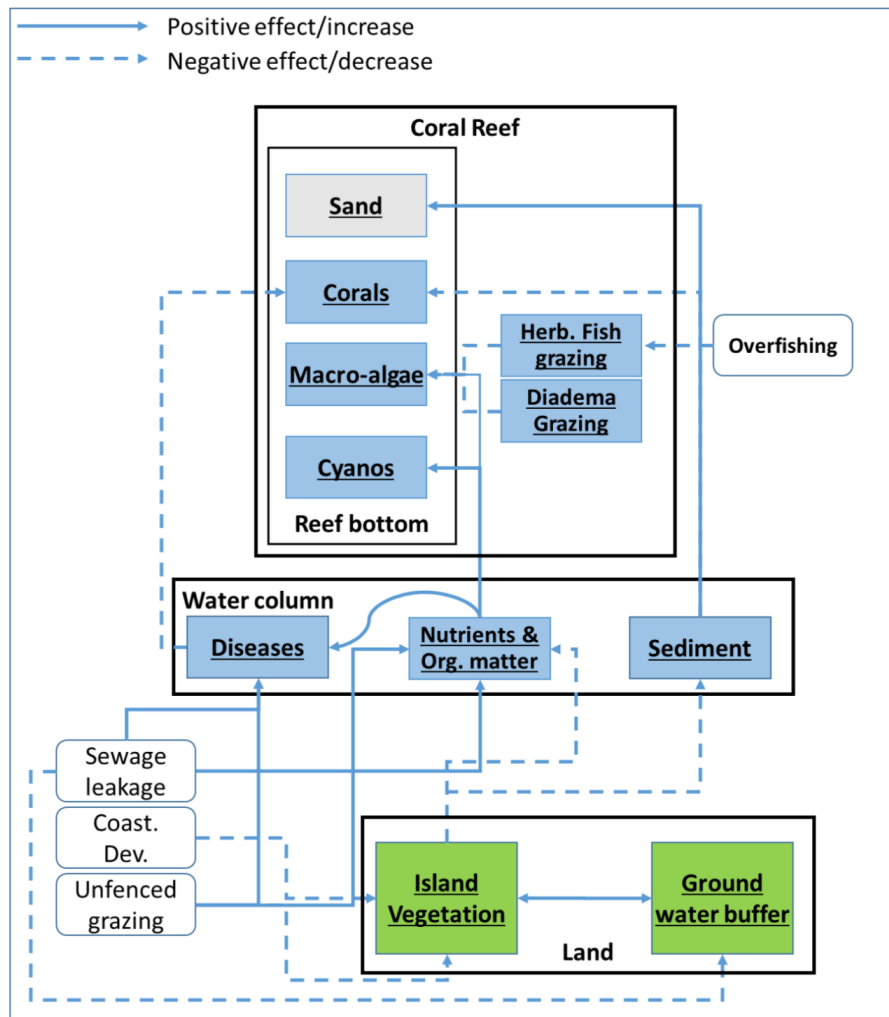 Positive effect/increase
Negative effect/decrease
Coral Reef
Sand
Corals
Herb. Fish
grazing
Overfishing
Macro-algae
Diadema
Grazing
Cyanos
Reef bottom
Water column
Diseases
Nutrients &
Org. matter
Sediment
Sewage
leakage
Coast.
Dev.
Unfenced
grazing
Island
Vegetation
Ground
water buffer
Land